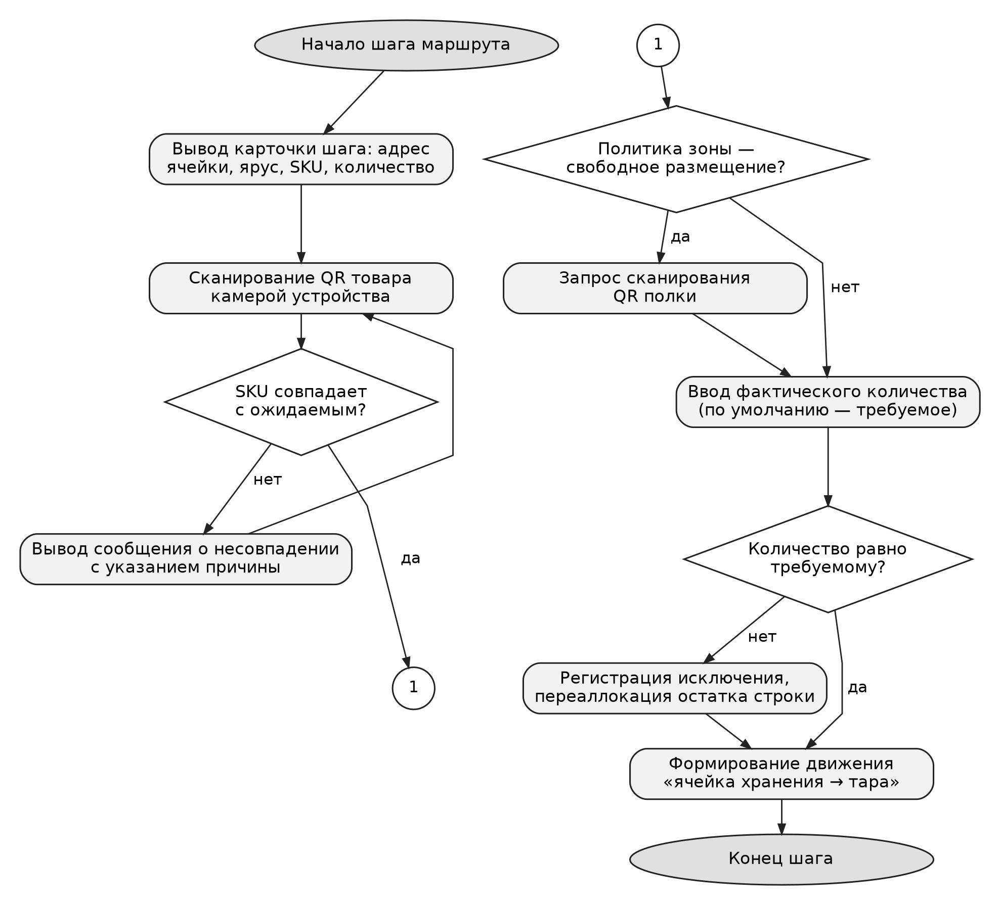 Начало шага маршрута
Вывод карточки шага: адрес
ячейки, ярус, SKU, количество
Сканирование QR товара
камерой устройства
SKU совпадает
с ожидаемым?
нет
Вывод сообщения о несовпадении
с указанием причины
да
1
1
Политика зоны —
свободное размещение?
да
Запрос сканирования
QR полки
нет
Ввод фактического количества
(по умолчанию — требуемое)
Количество равно
требуемому?
нет
Регистрация исключения,
переаллокация остатка строки
да
Формирование движения
«ячейка хранения → тара»
Конец шага